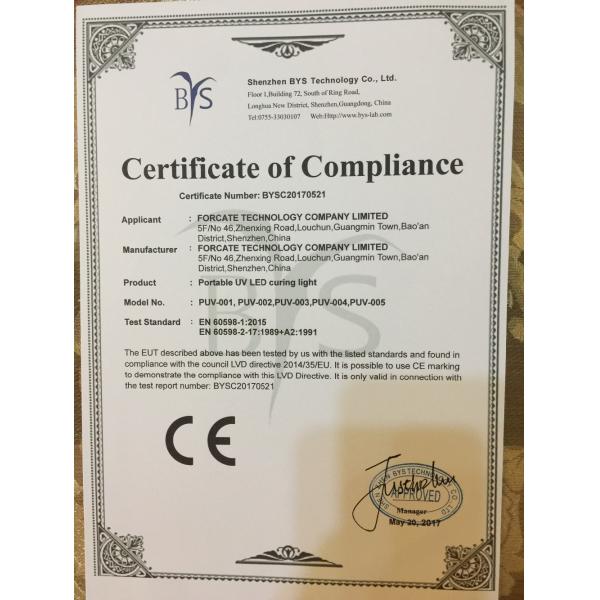 BYS
Shenzhen BYS Technology Co., Ltd.
Floor 1,Building 72, South of Ring Road,
Longhua New District, Shenzhen,Guangdong, China
Tel:0755-33030107 Web:Http://www.bys-lab.com
Certificate of Compliance
Certificate Number: BYSC20170521
Applicant : FORCATE TECHNOLOGY COMPANY LIMITED
5F/No 46,Zhenxing Road,Louchun,Guangmin Town,Bao'an
District,Shenzhen,China
Manufacturer : FORCATE TECHNOLOGY COMPANY LIMITED
5F/No 46,Zhenxing Road,Louchun,Guangmin Town,Bao'an
District,Shenzhen,China
Product : Portable UV LED curing light
Model No. : PUV-001, PUV-002,PUV-003,PUV-004,PUV-005
Test Standard : EN 60598-1:2015
EN 60598-2-17:1989+A2:1991
The EUT described above has been tested by us with the listed standards and found in
compliance with the council LVD directive 2014/35/EU. It is possible to use CE marking
to demonstrate the compliance with this LVD Directive. It is only valid in connection with
the test report number: BYSC20170521
CE
SHENZHEN BYS TECHNOLOGY CO., LTD
APPROVED
Manager
May 20, 2017
BYS